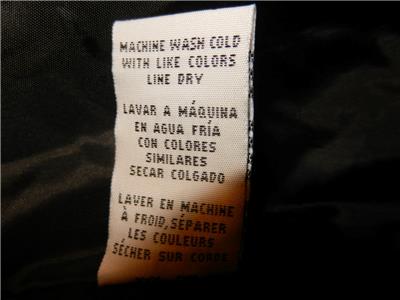 MACHINE WASH COLD
WITH LIKE COLORS
LINE DRY
LAVAR A MÁQUINA
EN AGUA FRÍA
CON COLORES
SIMILARES
SECAR COLGADO
LAVER EN MACHINE
À FROID, SÉPARER
LES COULEURS
SÉCHER SUR CORDE